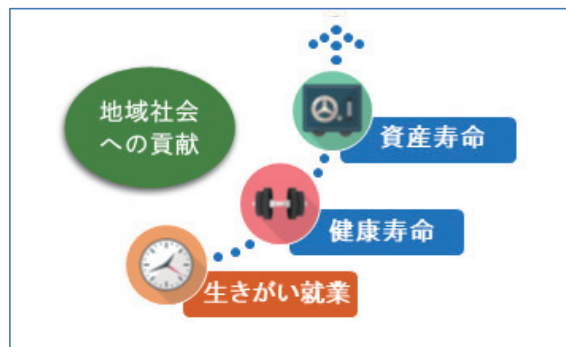 地域社会
への貢献
資産寿命
健康寿命
生きがい就業